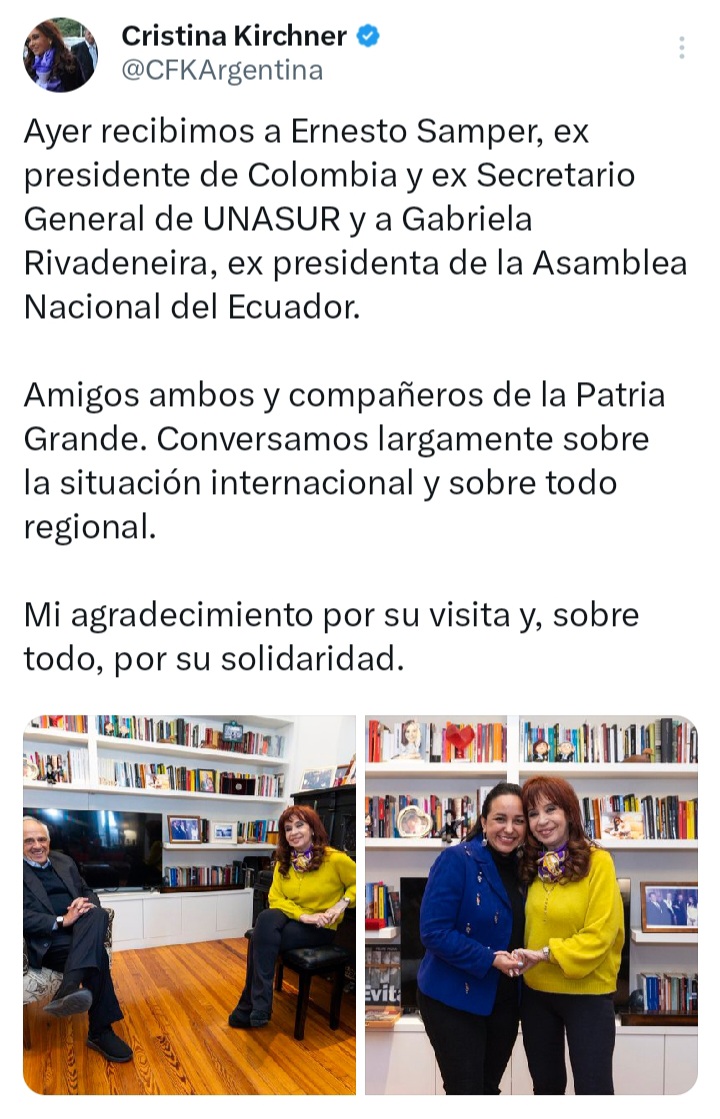 Cristina Kirchner
@CFKArgentina
Ayer recibimos a Ernesto Samper, ex
presidente de Colombia y ex Secretario
General de UNASUR y a Gabriela
Rivadeneira, ex presidenta de la Asamblea
Nacional del Ecuador.
Amigos ambos y compañeros de la Patria
Grande. Conversamos largamente sobre
la situación internacional y sobre todo
regional.
Mi agradecimiento por su visita y, sobre
todo, por su solidaridad.
Evita